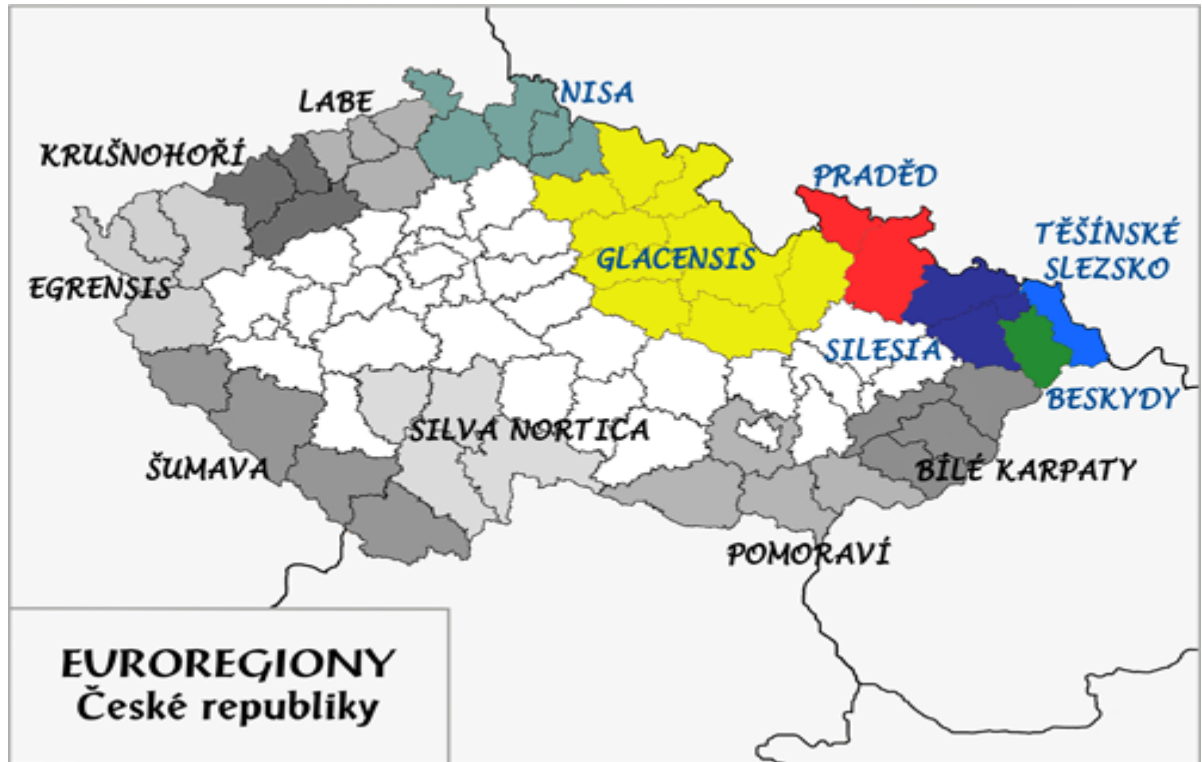 NISA
LABE
KRUŠNOHOŘÍ
PRADĚD
TĚŠÍNSKÉ
SLEZSKO
GLACENSIS
EGRENSIS
SILESIA
BESKYDY
SILVA NORTICA
ŠUMAVA
BÍLÉ KARPATY
POMORAVÍ
EUROREGIONY
České republiky